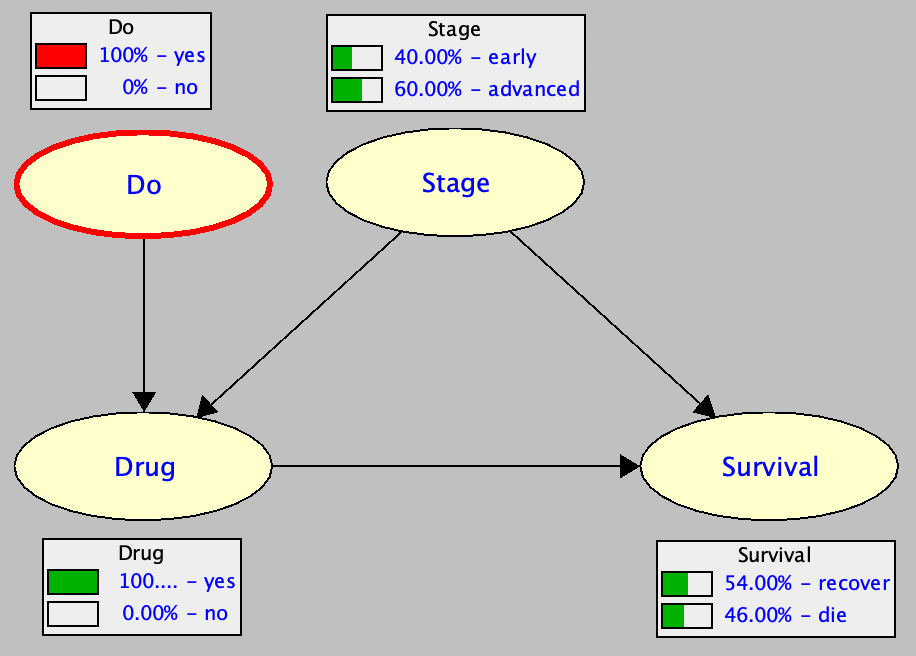 Do
100% - yes
0% - no
Stage
40.00% - early
60.00% - advanced
Do
Stage
Drug
Survival
Drug
100.... - yes
0.00% - no
Survival
54.00% - recover
46.00% - die